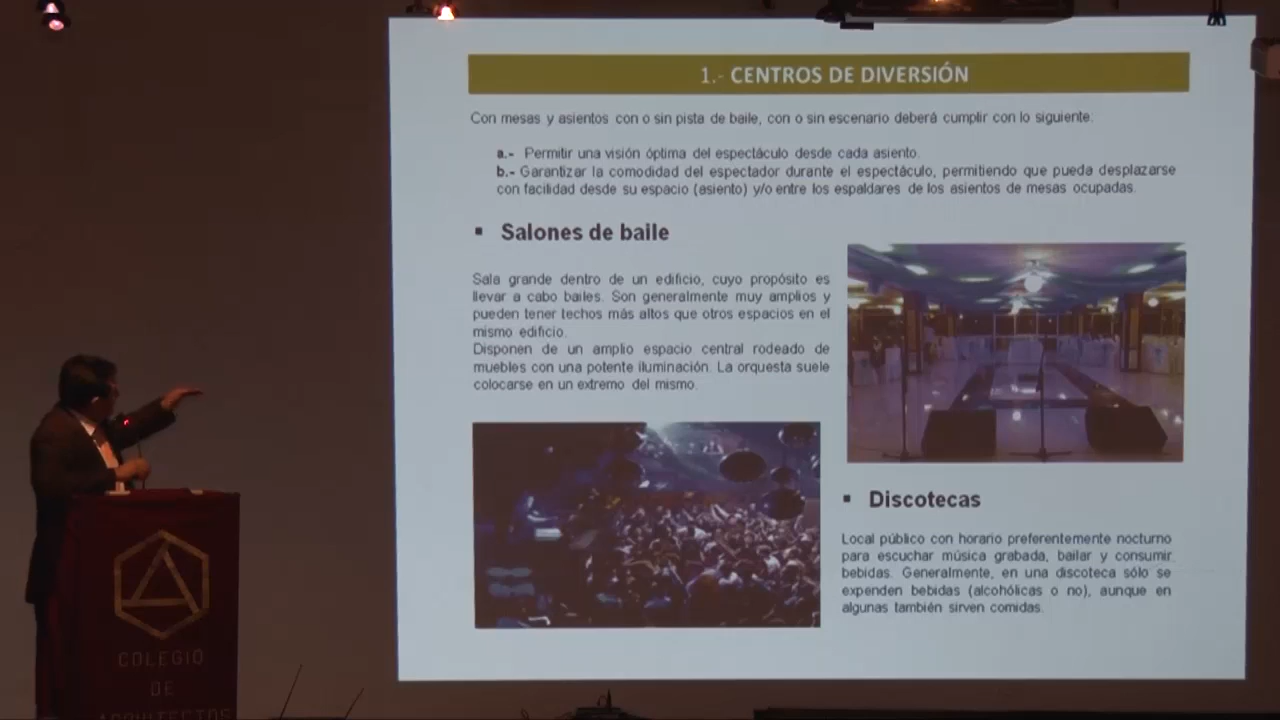 1.- CENTROS DE DIVERSIÓN
Con mesas y asientos con o sin pista de baile, con o sin escenario deberá cumplir con lo siguiente:
a.- Permitir una visión óptima del espectáculo desde cada asiento.
b.- Garantizar la comodidad del espectador durante el espectáculo, permitiendo que pueda desplazarse
con facilidad desde su espacio (asiento) y/o entre los espaldares de los asientos de mesas ocupadas.
▪ Salones de baile
Sala grande dentro de un edificio, cuyo propósito es
llevar a cabo bailes. Son generalmente muy amplios y
pueden tener techos más altos que otros espacios en el
mismo edificio.
Disponen de un amplio espacio central rodeado de
muebles con una potente iluminación. La orquesta suele
colocarse en un extremo del mismo.
▪ Discotecas
Local público con horario preferentemente nocturno
para escuchar música grabada, bailar y consumir
bebidas. Generalmente, en una discoteca sólo se
expenden bebidas (alcohólicas o no), aunque en
algunas también sirven comidas.
COLEGIO
DE
ARQUITECTOS